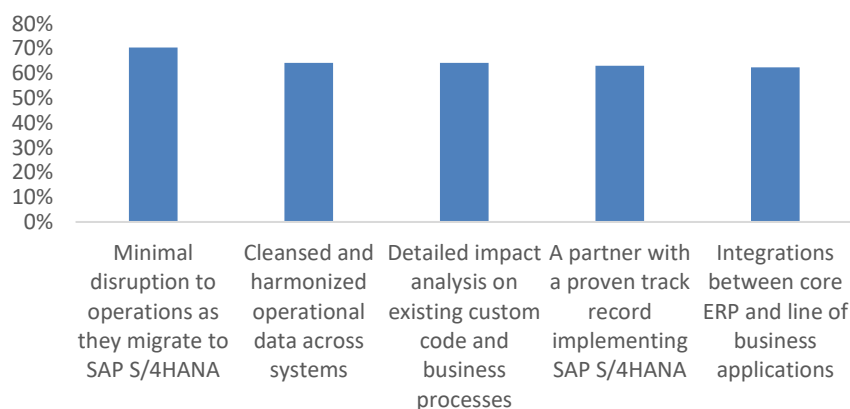 80%
70%
60%
50%
40%
30%
20%
10%
0%
Minimal
disruption to
operations as
they migrate to
SAP S/4HANA
Cleansed and
harmonized
operational
data across
systems
Detailed impact
analysis on
existing custom
code and
business
processes
A partner with
a proven track
record
implementing
SAP S/4HANA
Integrations
between core
ERP and line of
business
applications